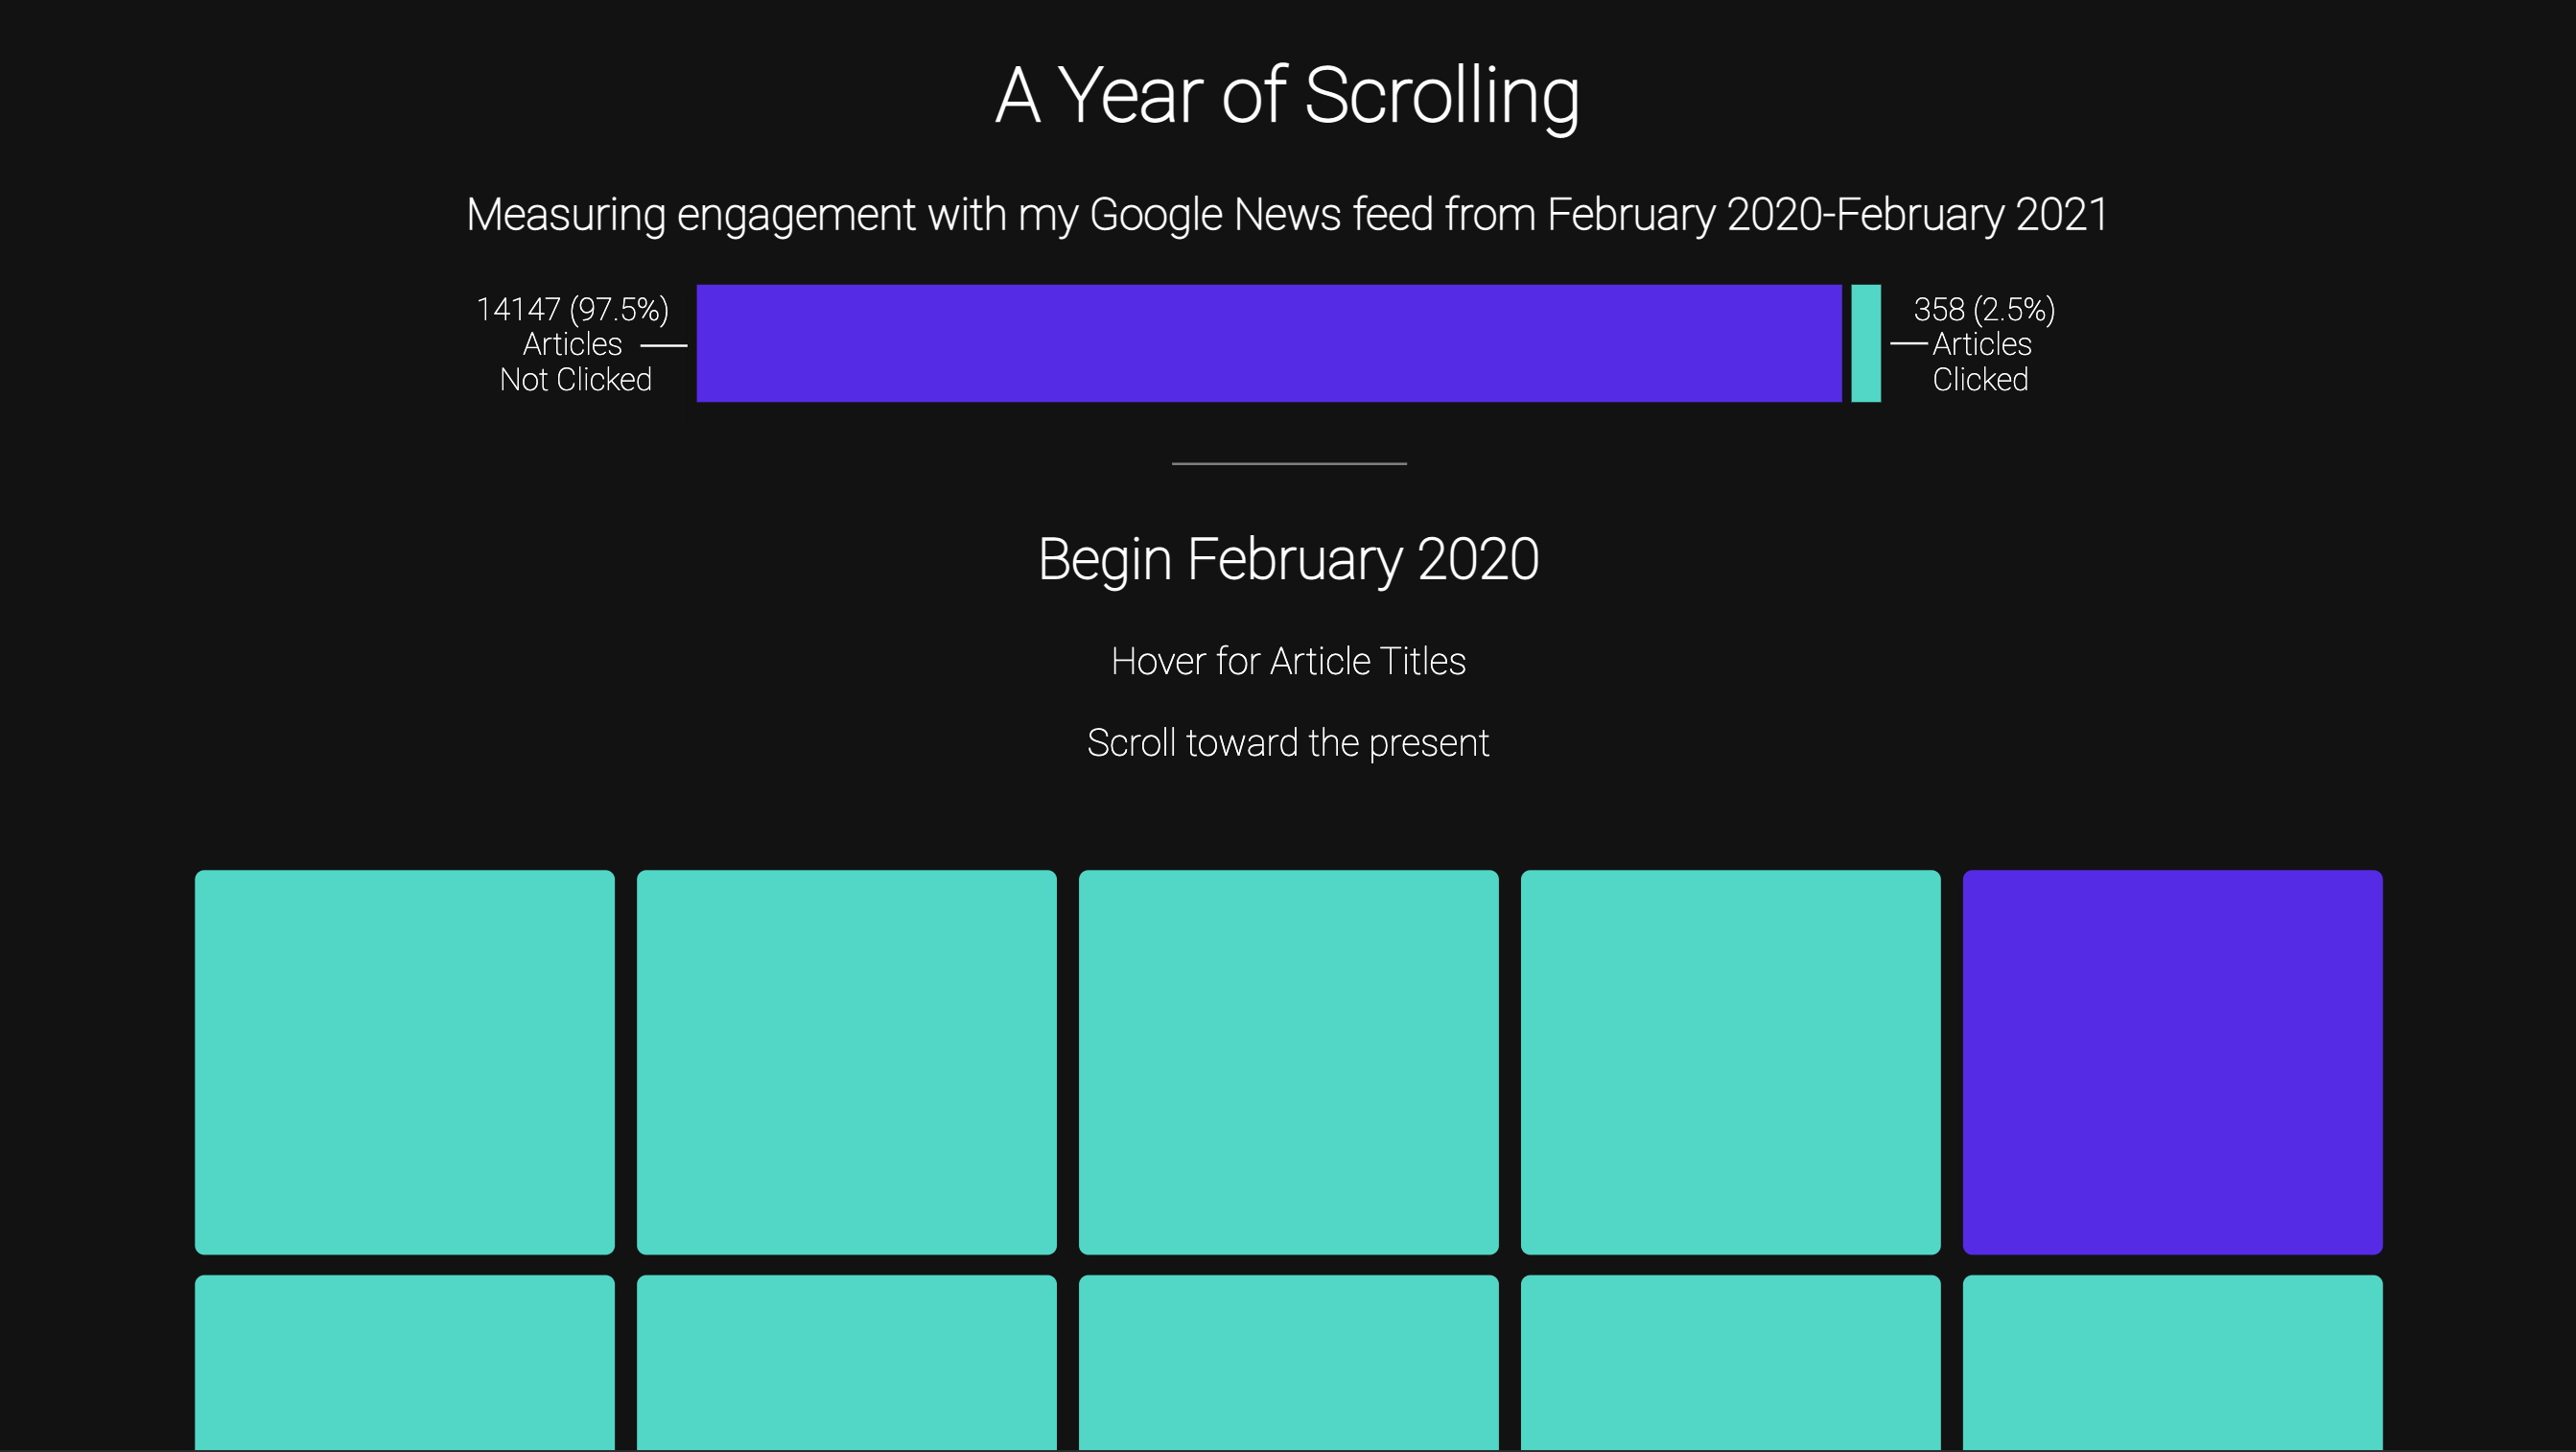 A Year of Scrolling
Measuring engagement with my Google News feed from February 2020-February 2021
14147 (97.5%)
Articles
Not Clicked
358 (2.5%)
Articles
Clicked
Begin February 2020
Hover for Article Titles
Scroll toward the present